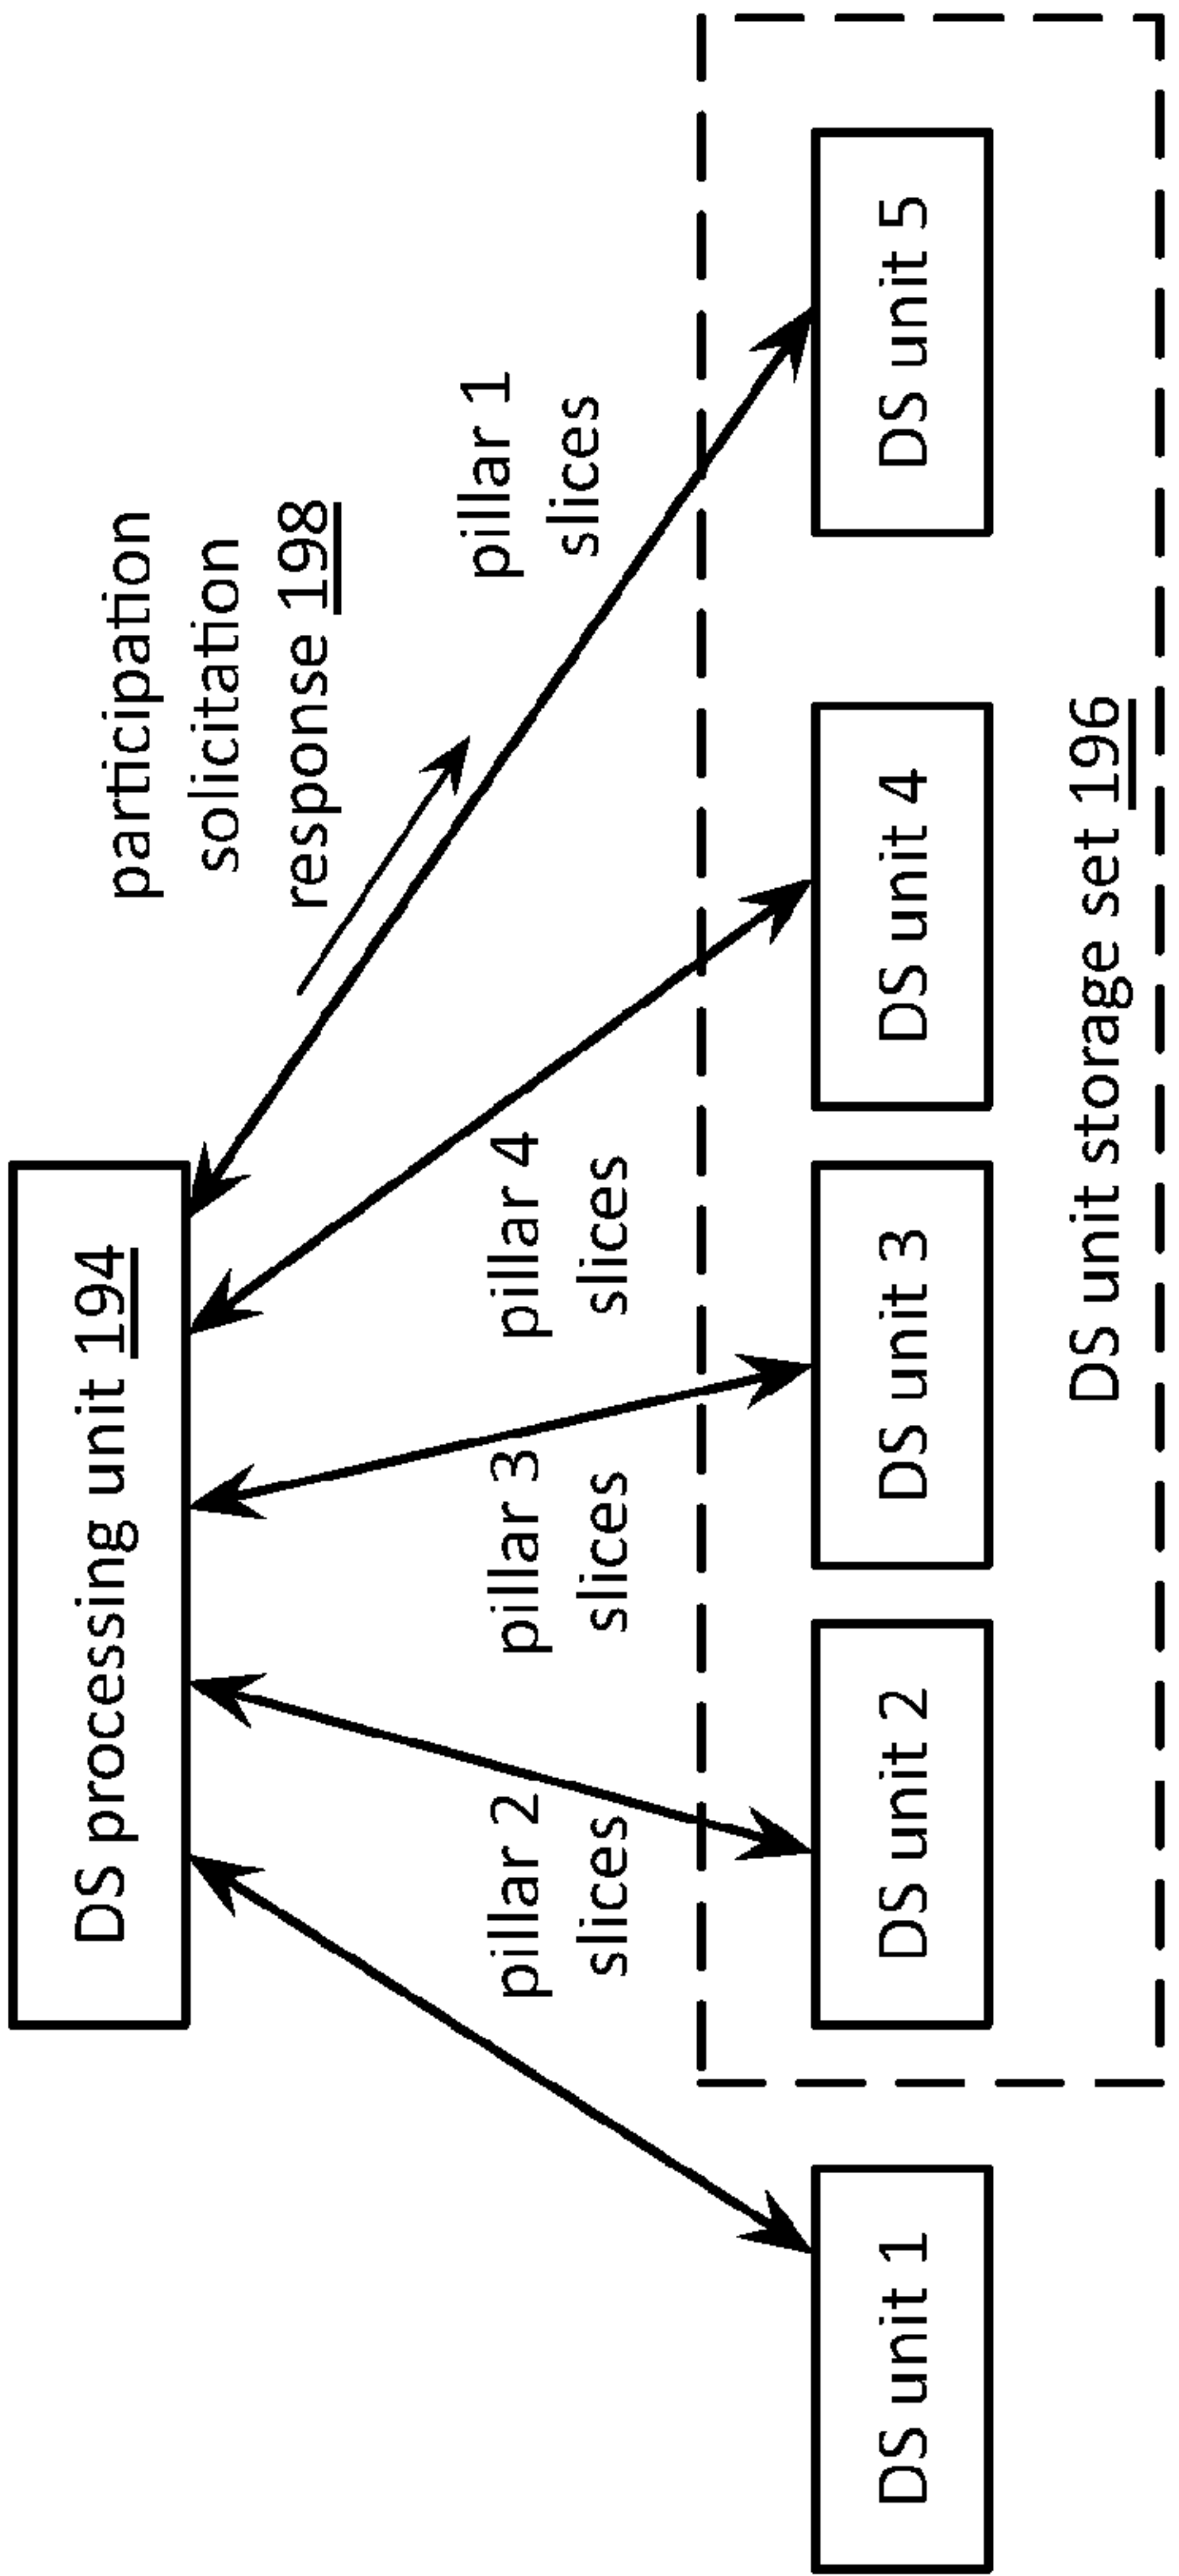 DS processing unit 194
participation
solicitation
response 198
pillar 2
slices
pillar 3
slices
pillar 4
slices
pillar 1
slices
DS unit 1
DS unit 2
DS unit 3
DS unit 4
DS unit 5
DS unit storage set 196